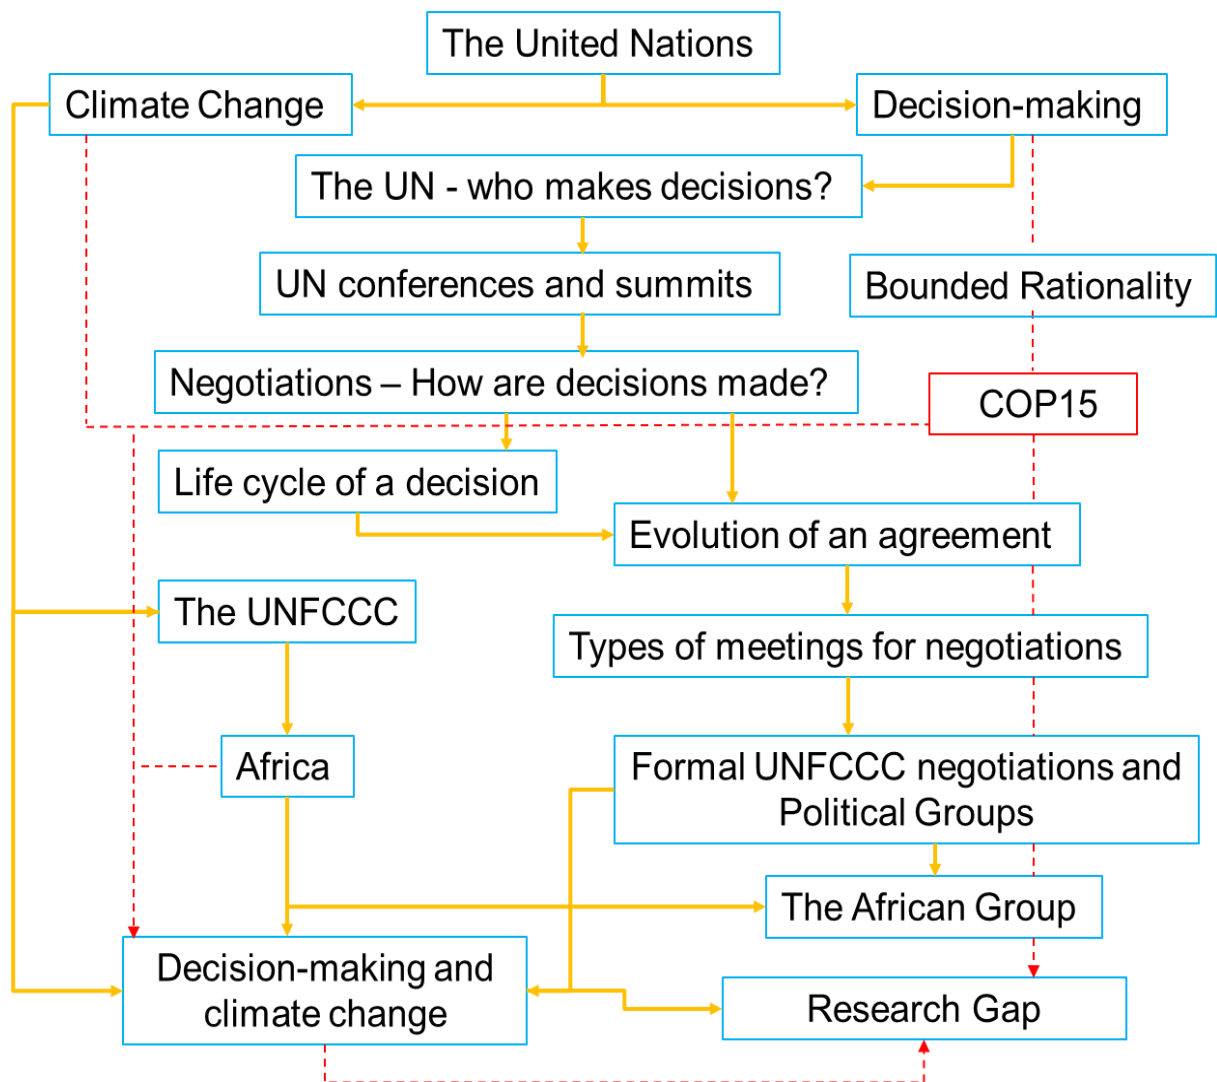 The United Nations
Climate Change
Decision-making
The UN - who makes decisions?
UN conferences and summits
Bounded Rationality
Negotiations – How are decisions made?
COP15
Life cycle of a decision
Evolution of an agreement
The UNFCCC
Types of meetings for negotiations
Africa
Formal UNFCCC negotiations and
Political Groups
The African Group
Decision-making and
climate change
Research Gap